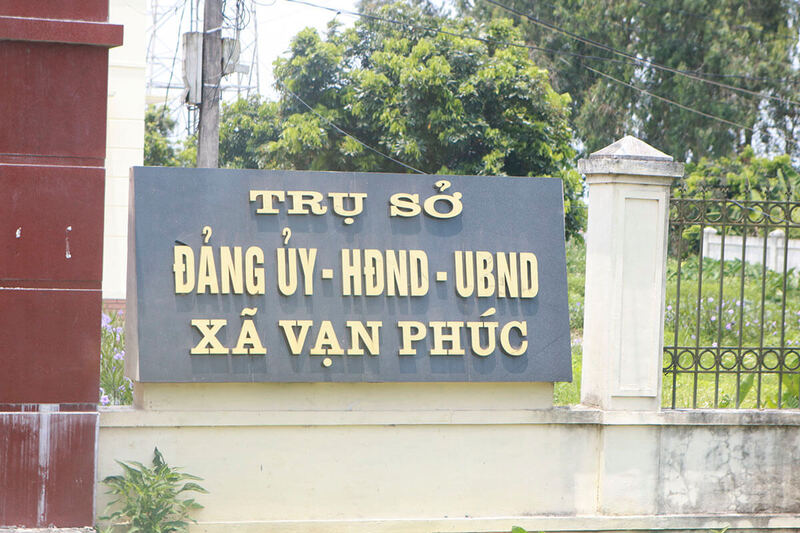 TRỤ SỞ
ĐẢNG ỦY - HĐND - UBND
XÃ VẠN PHÚC